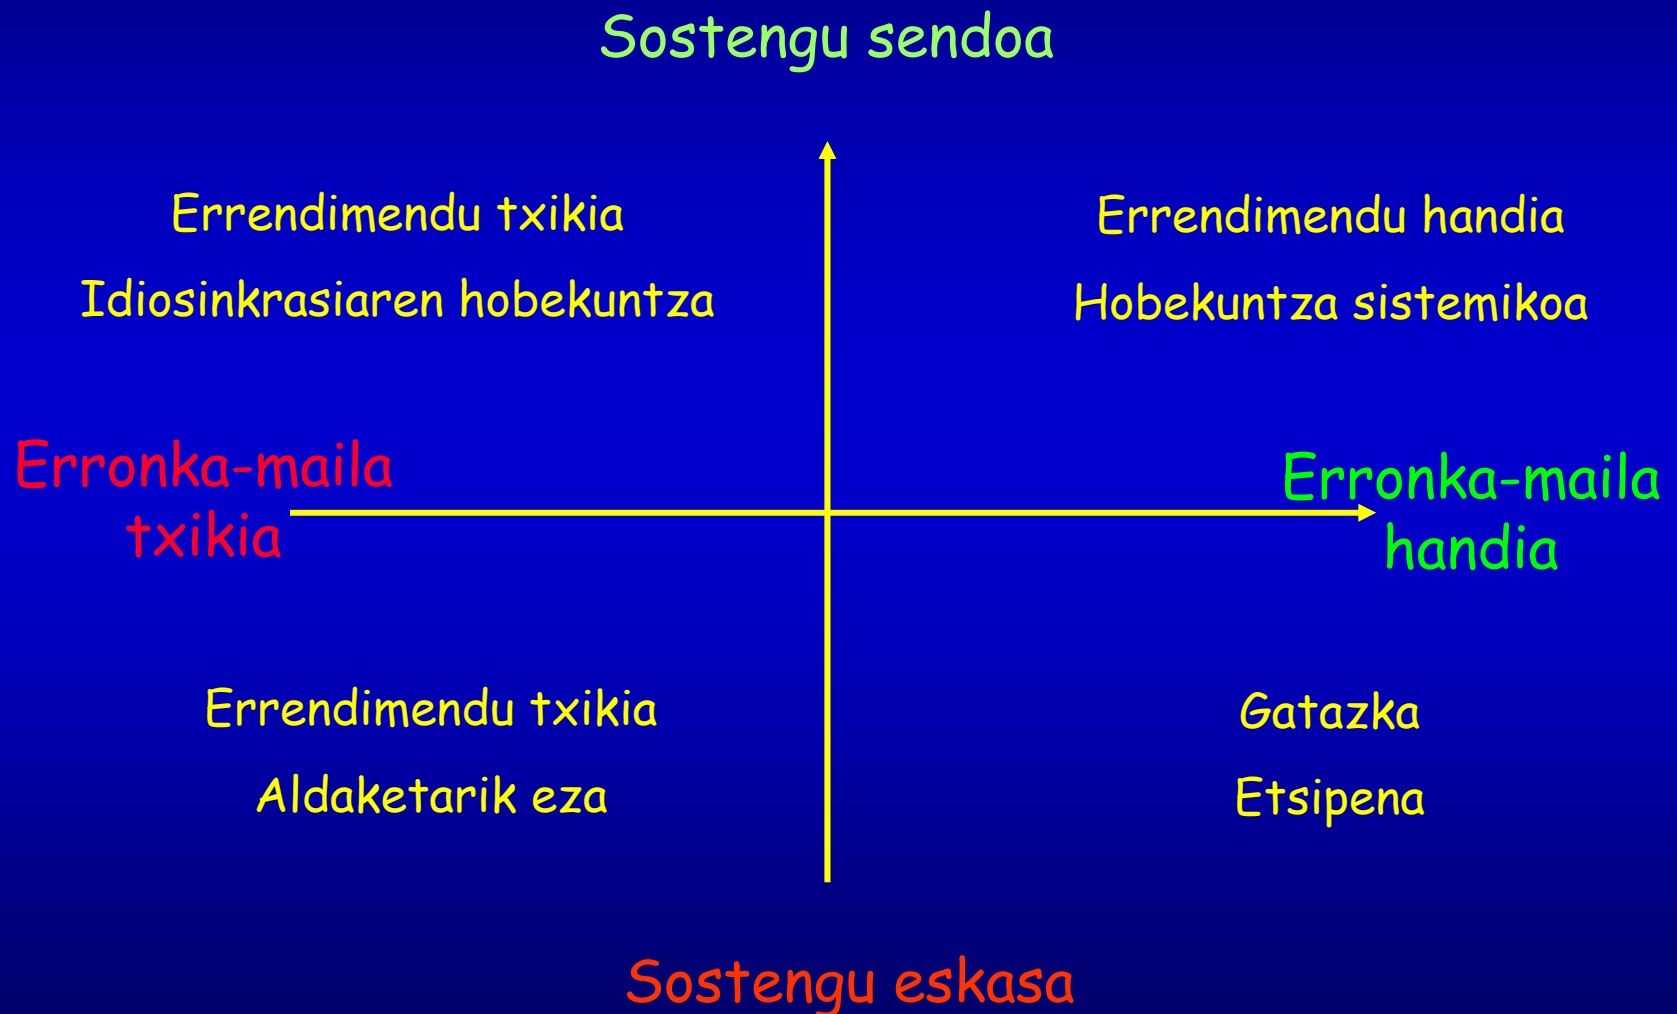 Sostengu sendoa
Errendimendu txikia
Idiosinkrasiaren hobekuntza
Errendimendu handia
Hobekuntza sistemikoa
Erronka-maila
txikia
Erronka-maila
handia
Errendimendu txikia
Aldaketarik eza
Gatazka
Etsipena
Sostengu eskasa